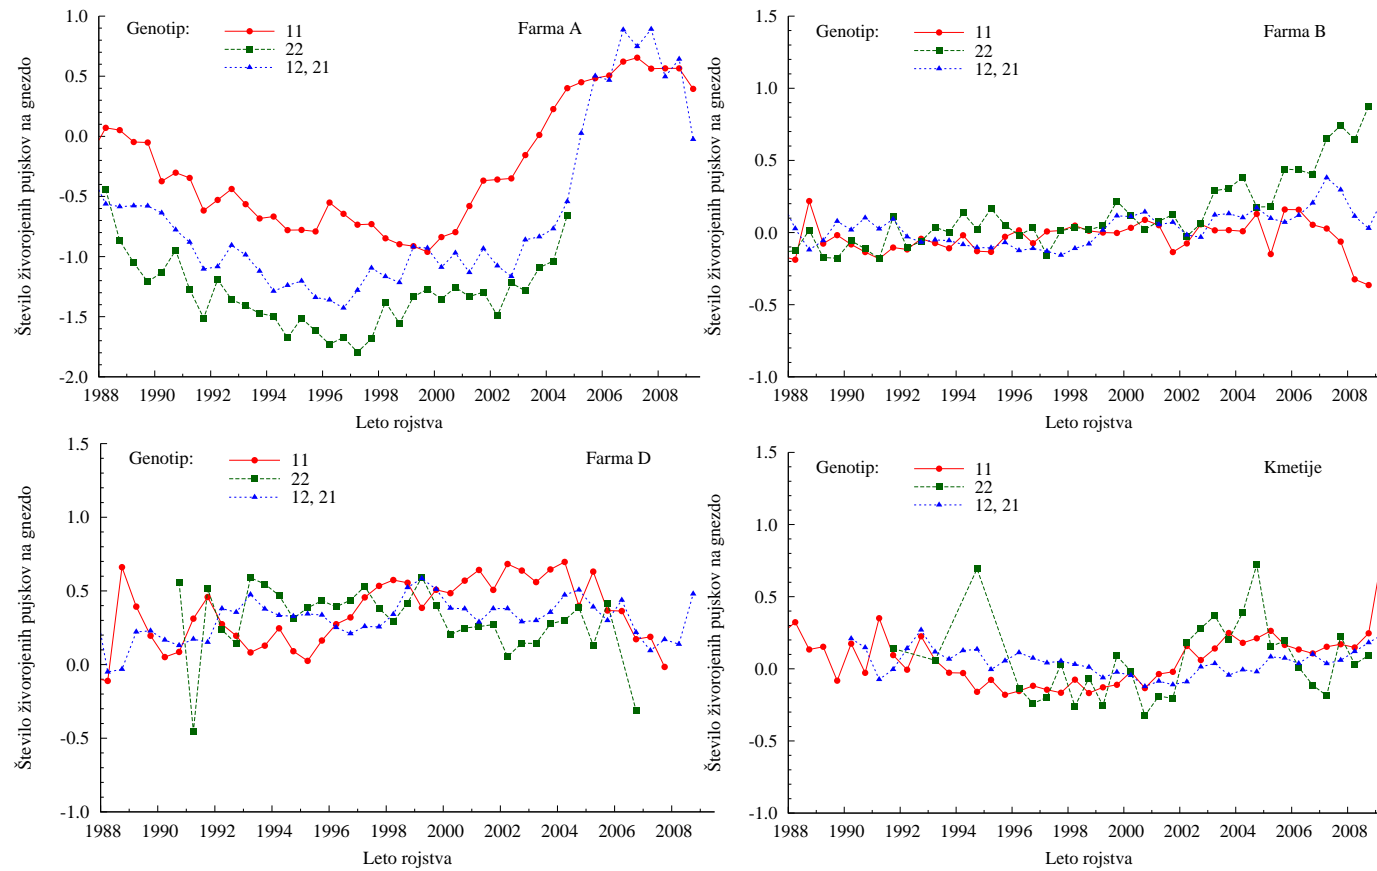 Število živorojenih pujskov na gnezdo
1.0
0.5
0.0
-0.5
-1.0
-1.5
-2.0
Genotip:
11
22
12, 21
Farma A
1988 1990 1992 1994 1996 1998 2000 2002 2004 2006 2008
Leto rojstva
Število živorojenih pujskov na gnezdo
1.5
1.0
0.5
0.0
-0.5
-1.0
Genotip:
11
22
12, 21
Farma B
1988 1990 1992 1994 1996 1998 2000 2002 2004 2006 2008
Leto rojstva
Število živorojenih pujskov na gnezdo
1.5
1.0
0.5
0.0
-0.5
-1.0
Genotip:
11
22
12, 21
Farma D
1988 1990 1992 1994 1996 1998 2000 2002 2004 2006 2008
Leto rojstva
Število živorojenih pujskov na gnezdo
1.5
1.0
0.5
0.0
-0.5
-1.0
Genotip:
11
22
12, 21
Kmetije
1988 1990 1992 1994 1996 1998 2000 2002 2004 2006 2008
Leto rojstva